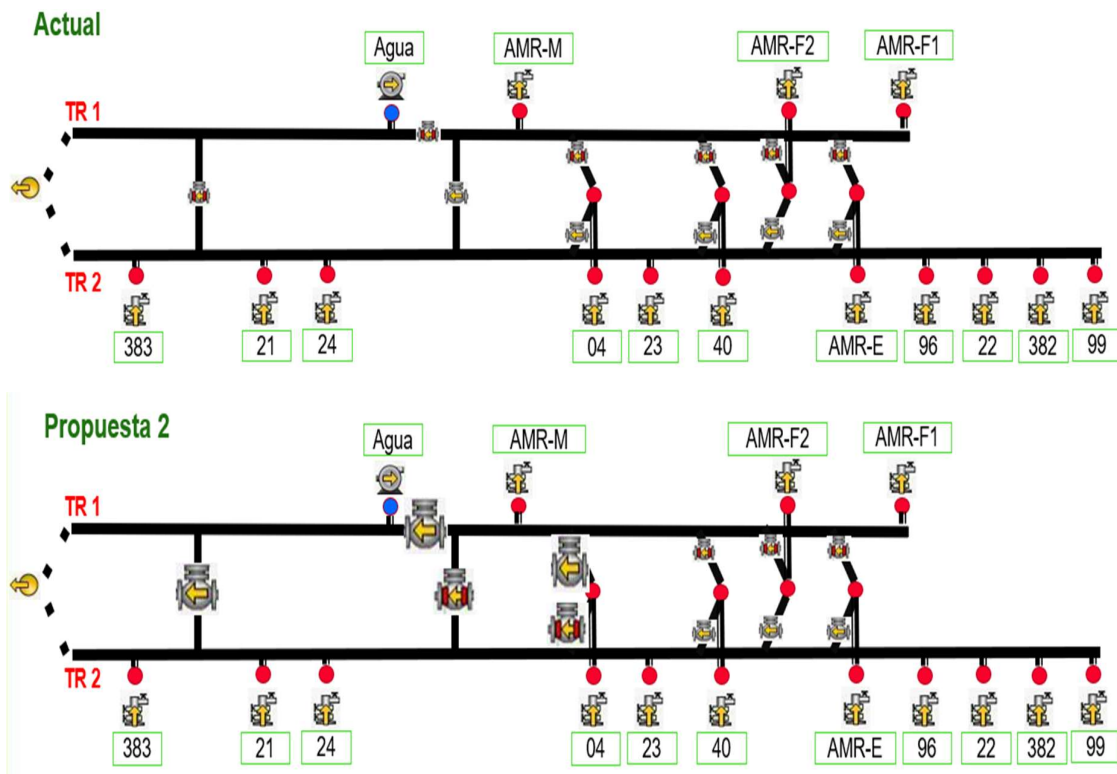 Actual
Agua AMR-M AMR-F2 AMR-F1
TR 1
TR 2
383 21 24 04 23 40 AMR-E 96 22 382 99
Propuesta 2
Agua AMR-M AMR-F2 AMR-F1
TR 1
TR 2
383 21 24 04 23 40 AMR-E 96 22 382 99